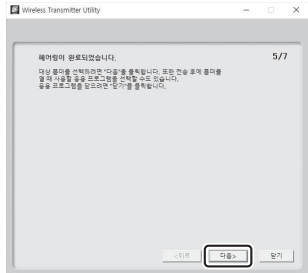 Wireless Transmitter Utility
페어링이 완료되었습니다.
5/7
대상 폴더를 선택하려면 "다음"을 클릭합니다. 또한 전송 후에 폴더를
열 때 사용할 응용 프로그램을 선택할 수도 있습니다.
응용 프로그램을 닫으려면 "닫기"를 클릭합니다.
<뒤로
다음>
닫기